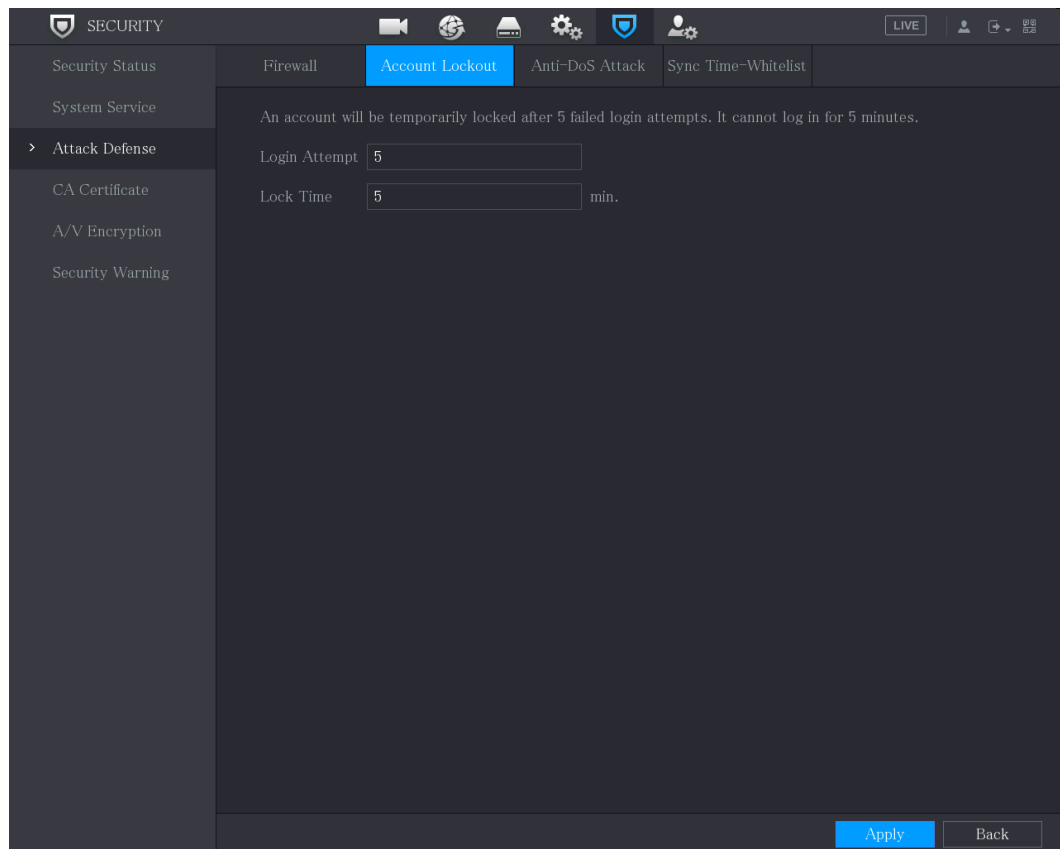 SECURITY
LIVE
Security Status
System Service
Attack Defense
CA Certificate
A/V Encryption
Security Warning
Firewall Account Lockout Anti-DoS Attack Sync Time-Whitelist
An account will be temporarily locked after 5 failed login attempts. It cannot log in for 5 minutes.
Login Attempt 5
Lock Time 5 min.
Apply Back